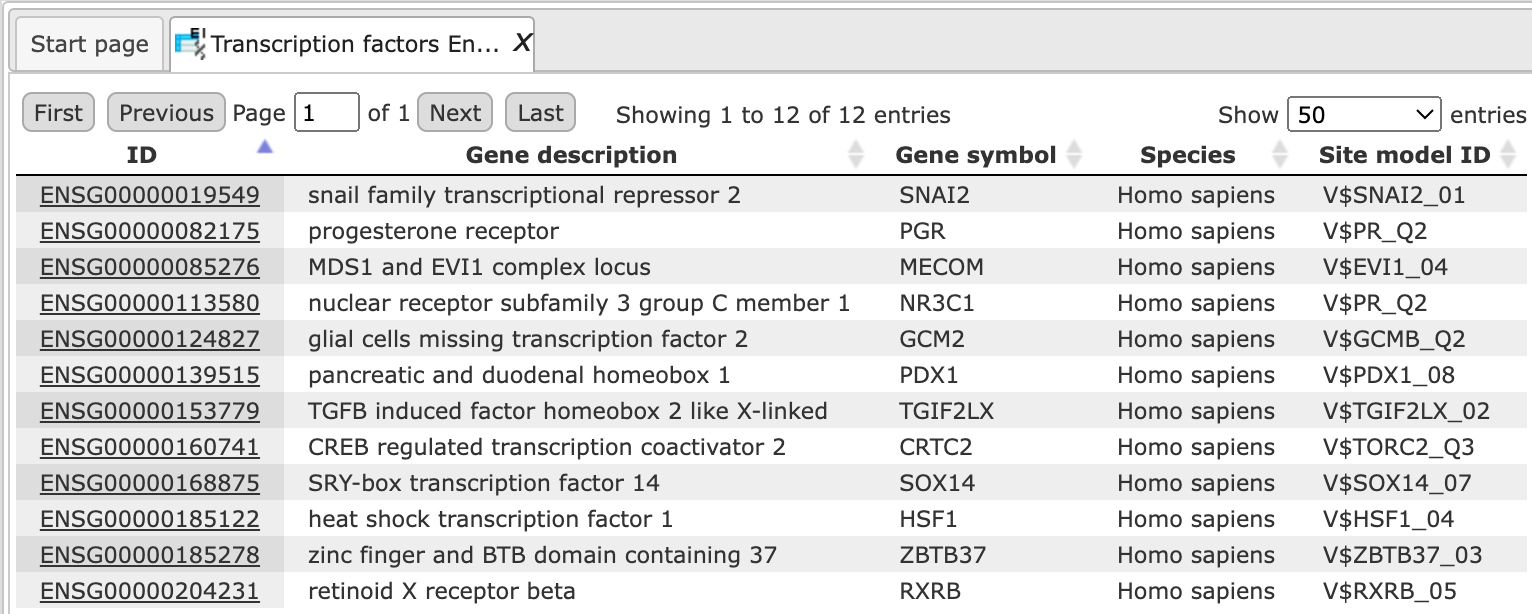 Start page Transcription factors En... X
First Previous Page 1 of 1 Next Last Showing 1 to 12 of 12 entries Show 50 entries
ID Gene description Gene symbol Species Site model ID
ENSG00000019549 snail family transcriptional repressor 2 SNAI2 Homo sapiens V$SNAI2_01
ENSG00000082175 progesterone receptor PGR Homo sapiens V$PR_Q2
ENSG00000085276 MDS1 and EVI1 complex locus MECOM Homo sapiens V$EVI1_04
ENSG00000113580 nuclear receptor subfamily 3 group C member 1 NR3C1 Homo sapiens V$PR_Q2
ENSG00000124827 glial cells missing transcription factor 2 GCM2 Homo sapiens V$GCMB_Q2
ENSG00000139515 pancreatic and duodenal homeobox 1 PDX1 Homo sapiens V$PDX1_08
ENSG00000153779 TGFB induced factor homeobox 2 like X-linked TGIF2LX Homo sapiens V$TGIF2LX_02
ENSG00000160741 CREB regulated transcription coactivator 2 CRTC2 Homo sapiens V$TORC2_Q3
ENSG00000168875 SRY-box transcription factor 14 SOX14 Homo sapiens V$SOX14_07
ENSG00000185122 heat shock transcription factor 1 HSF1 Homo sapiens V$HSF1_04
ENSG00000185278 zinc finger and BTB domain containing 37 ZBTB37 Homo sapiens V$ZBTB37_03
ENSG00000204231 retinoid X receptor beta RXRB Homo sapiens V$RXRB_05